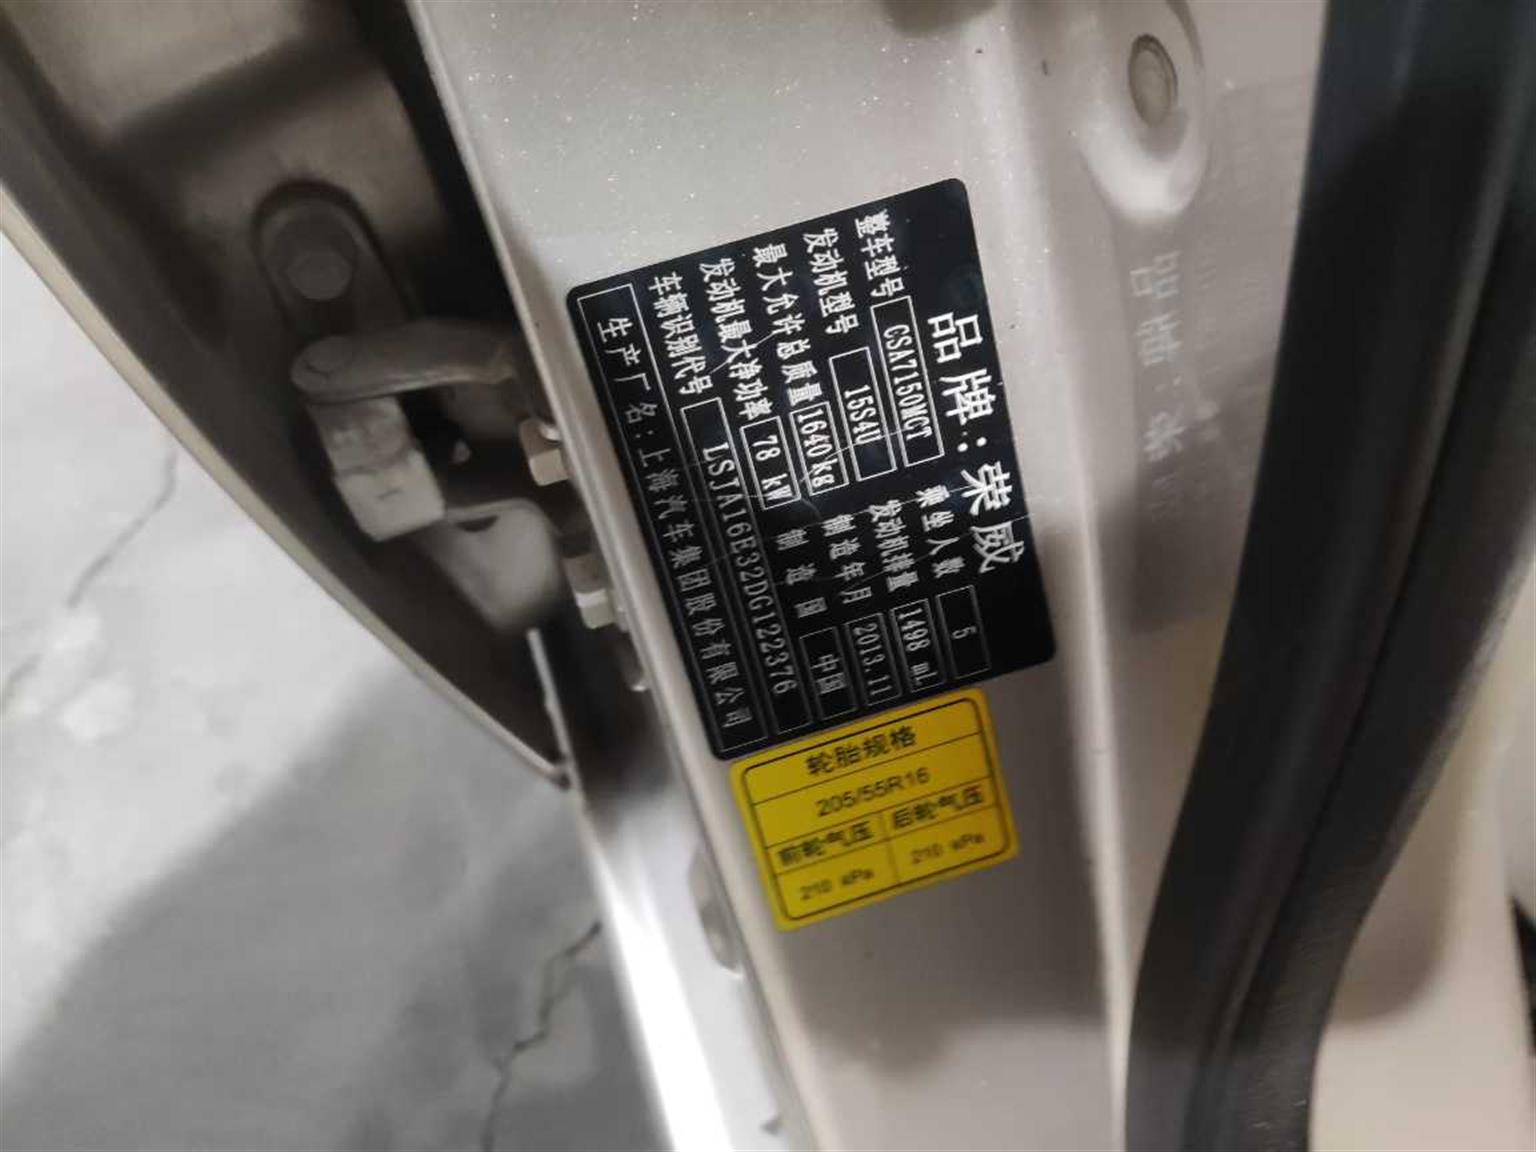 品牌:荣威
整车型号 CSA7150MCT 乘坐人数 5
发动机型号 15S4U 发动机排量 1498 mL
最大允许总质量 1640kg 制造年月 2013.11
发动机最大净功率 78 kW 制造国 中国
车辆识别代号 LSJA16E32DG122376
生产厂名:上海汽车集团股份有限公司
轮胎规格
205/55R16
前轮气压 后轮气压
210 kPa 210 kPa